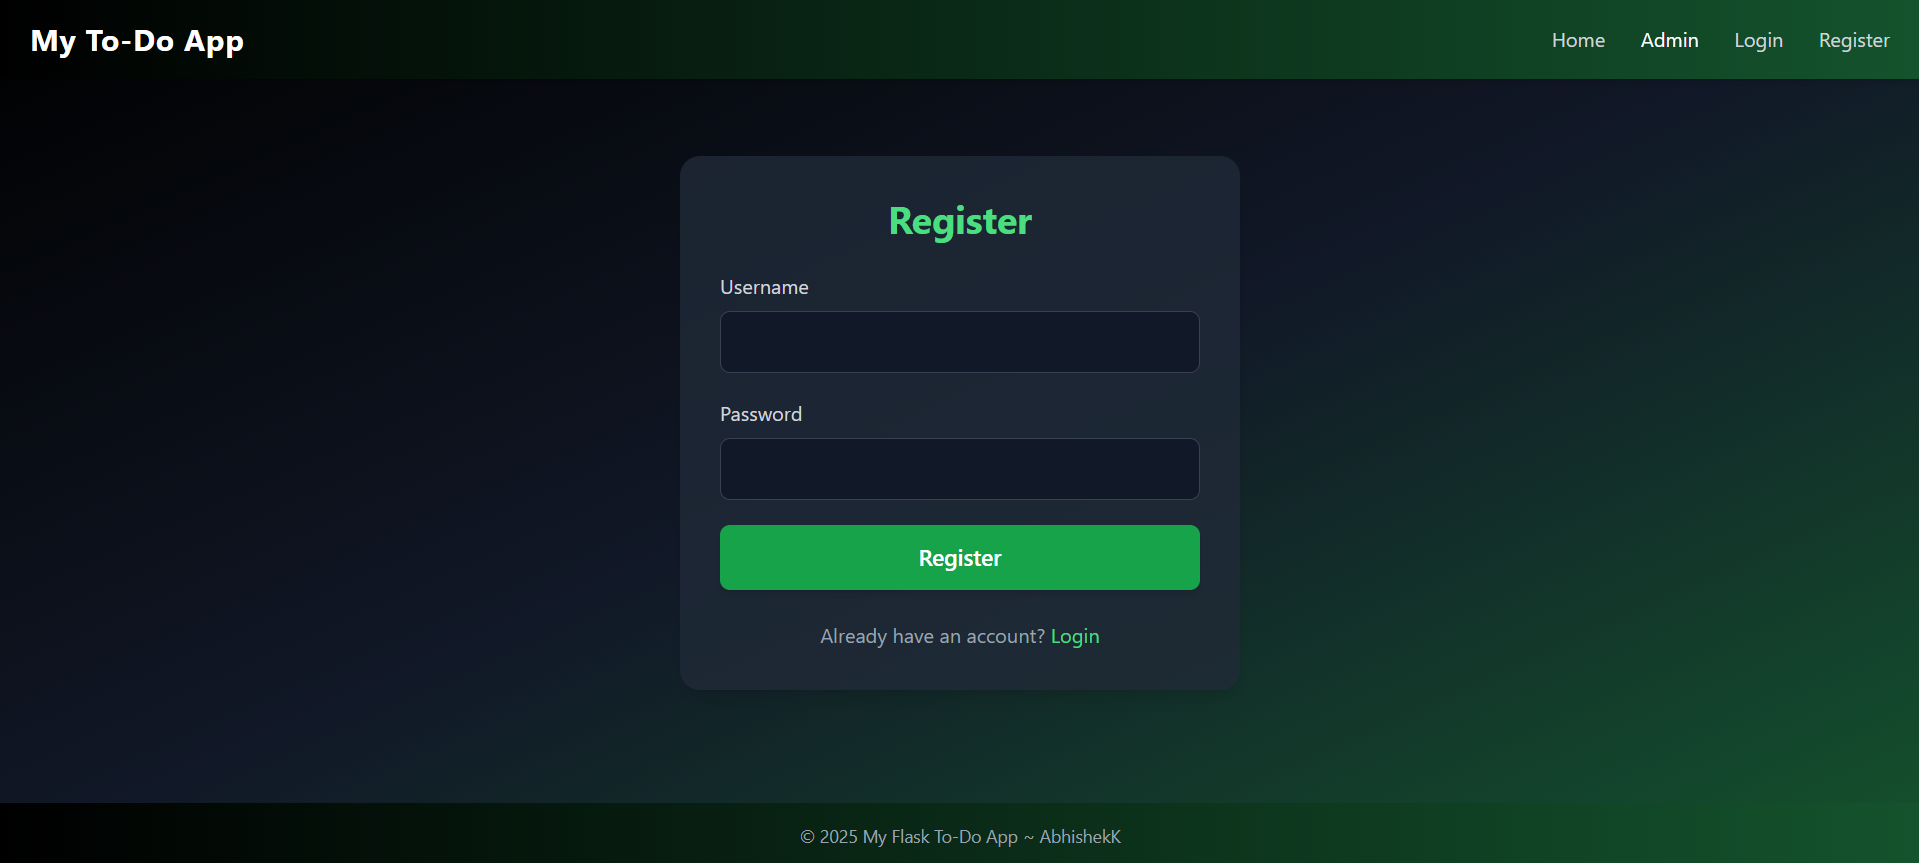 My To-Do App
Home Admin Login Register
Register
Username
Password
Register
Already have an account? Login
© 2025 My Flask To-Do App ~ AbhishekK